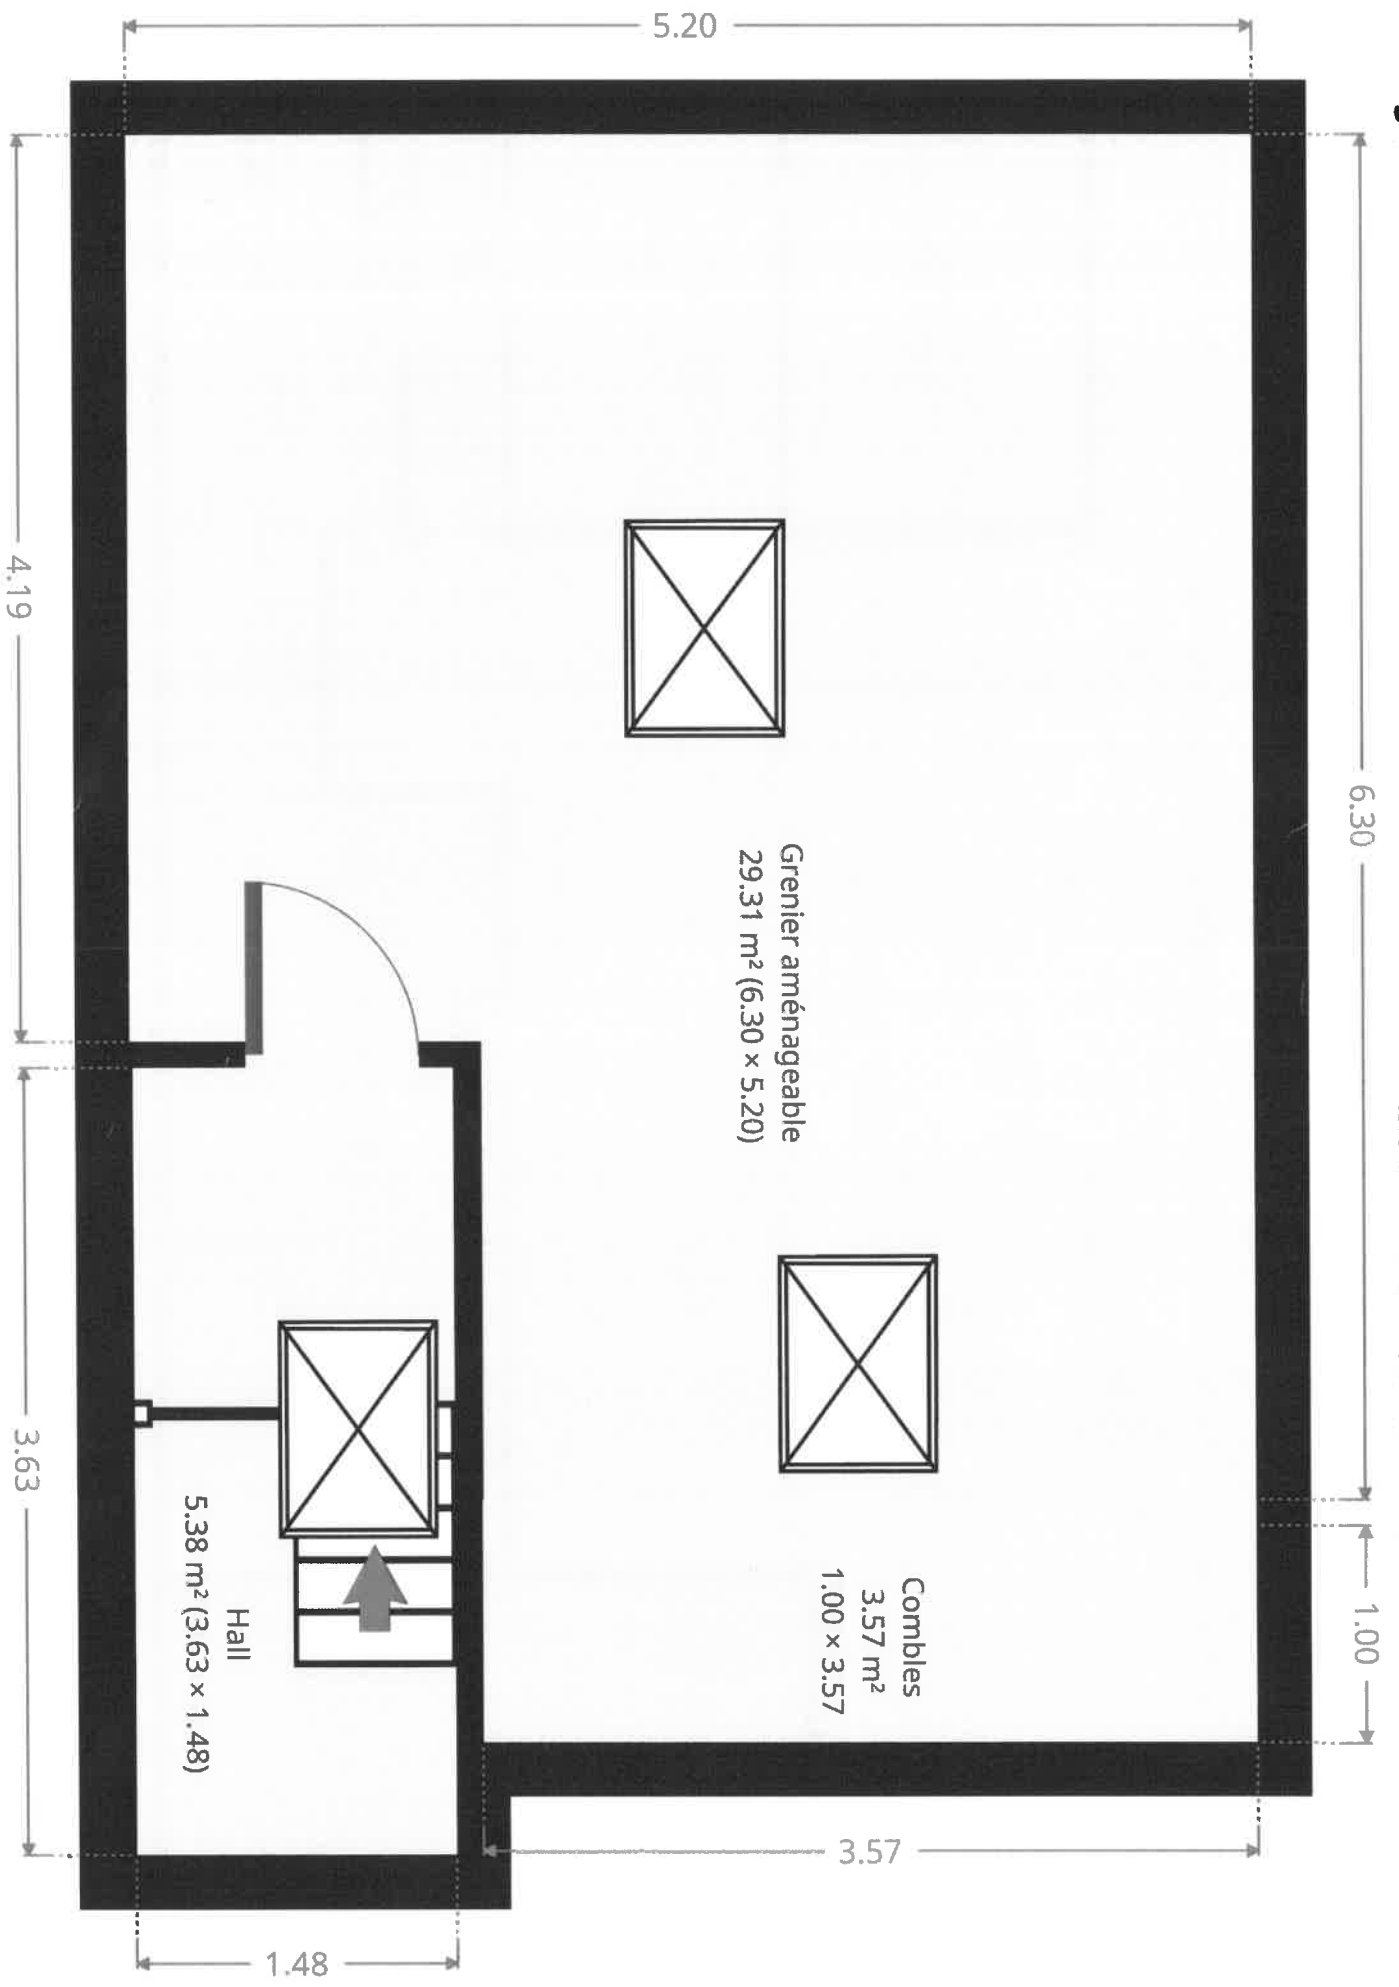 5.20
4.19
6.30
Grenier aménageable
29.31 m² (6.30 × 5.20)
Combles
3.57 m²
1.00 × 3.57
1.00
3.63
Hall
5.38 m² (3.63 × 1.48)
3.57
1.48